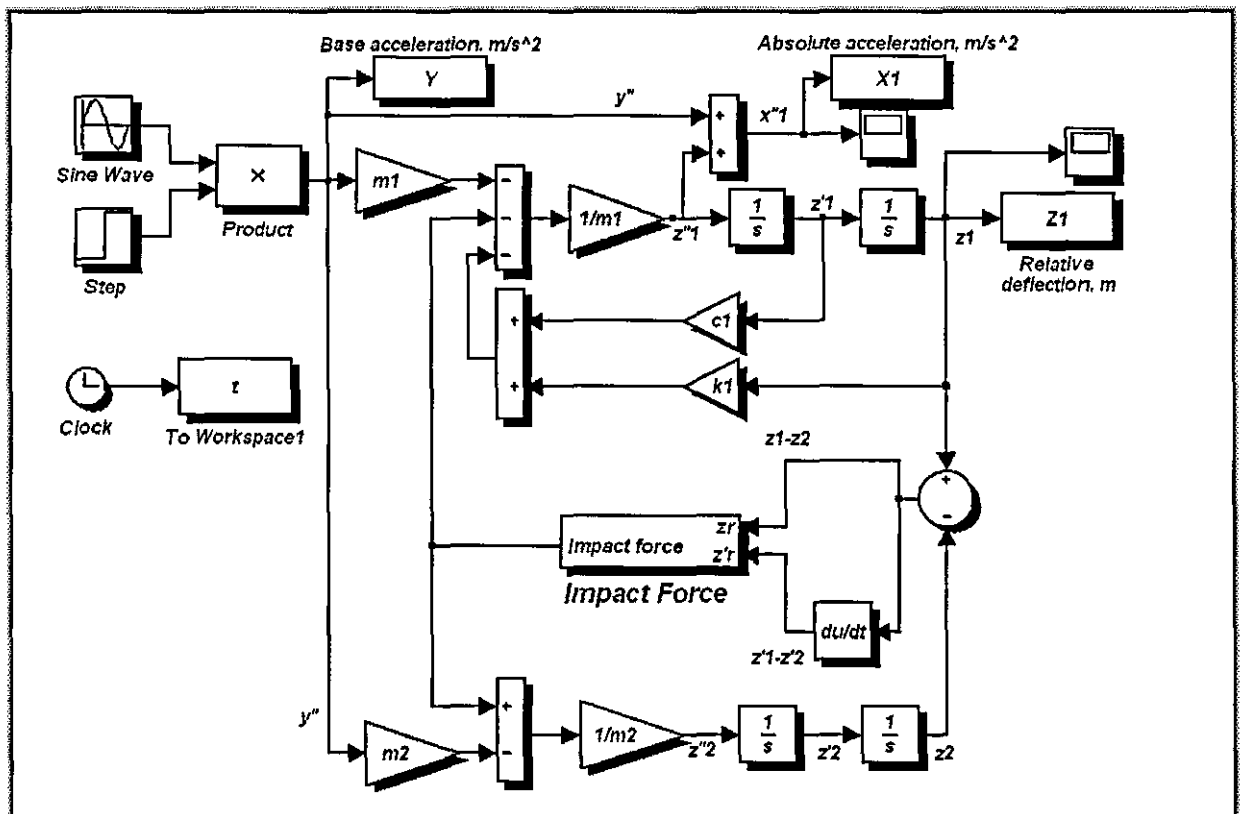 Base acceleration, m/s^2
Absolute acceleration, m/s^2
Y
X1
y"
x"1
Sine Wave
×
Product
Step
m1
1/m1
z"1
1
s
z'1
1
s
z1
Z1
Relative
deflection, m
+
+
-
-
-
c1
k1
+
+
t
Clock
To Workspace1
z1-z2
+
-
zr
Impact force
z'r
Impact Force
du/dt
z'1-z'2
y"
m2
+
-
1/m2
z"2
1
s
z'2
1
s
z2